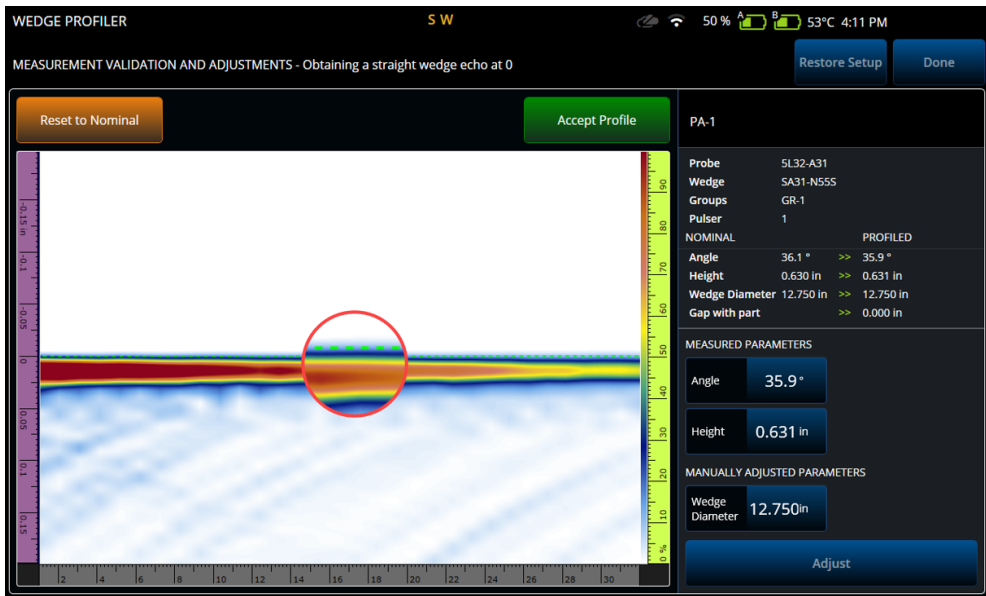 WEDGE PROFILER S W 50 % A B 53°C 4:11 PM
MEASUREMENT VALIDATION AND ADJUSTMENTS - Obtaining a straight wedge echo at 0 Restore Setup Done
Reset to Nominal Accept Profile
PA-1
Probe 5L32-A31
Wedge SA31-N55S
Groups GR-1
Pulser 1
NOMINAL PROFILED
Angle 36.1 ° >> 35.9 °
Height 0.630 in >> 0.631 in
Wedge Diameter 12.750 in >> 12.750 in
Gap with part >> 0.000 in
MEASURED PARAMETERS
Angle 35.9 °
Height 0.631 in
MANUALLY ADJUSTED PARAMETERS
Wedge Diameter 12.750in
Adjust
-0.15 in
-0.1
-0.05
0
0.05
0.1
0.15
90
80
70
60
50
40
30
20
10
0 %
2 4 6 8 10 12 14 16 18 20 22 24 26 28 30